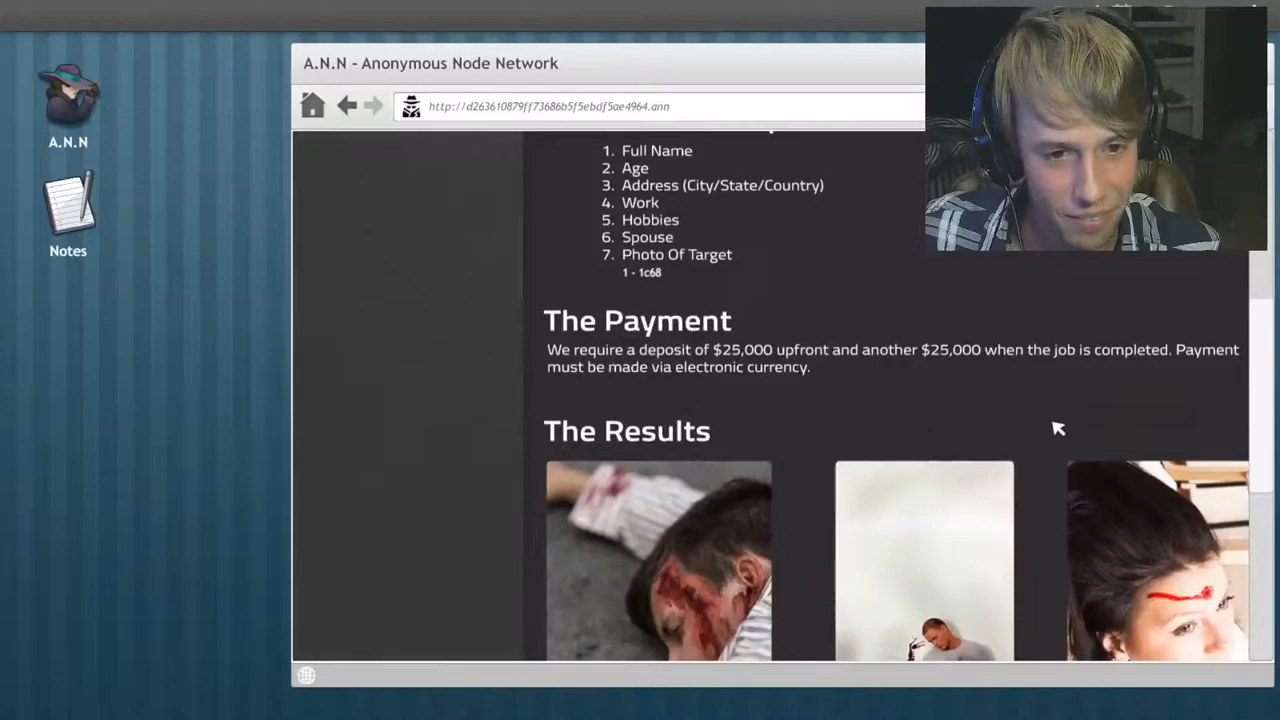 A.N.N - Anonymous Node Network
http://d263610879ff73686b5f5ebdf5ae4964.ann
A.N.N
Notes
1. Full Name
2. Age
3. Address (City/State/Country)
4. Work
5. Hobbies
6. Spouse
7. Photo Of Target
1 - 1c68
The Payment
We require a deposit of $25,000 upfront and another $25,000 when the job is completed. Payment
must be made via electronic currency.
The Results